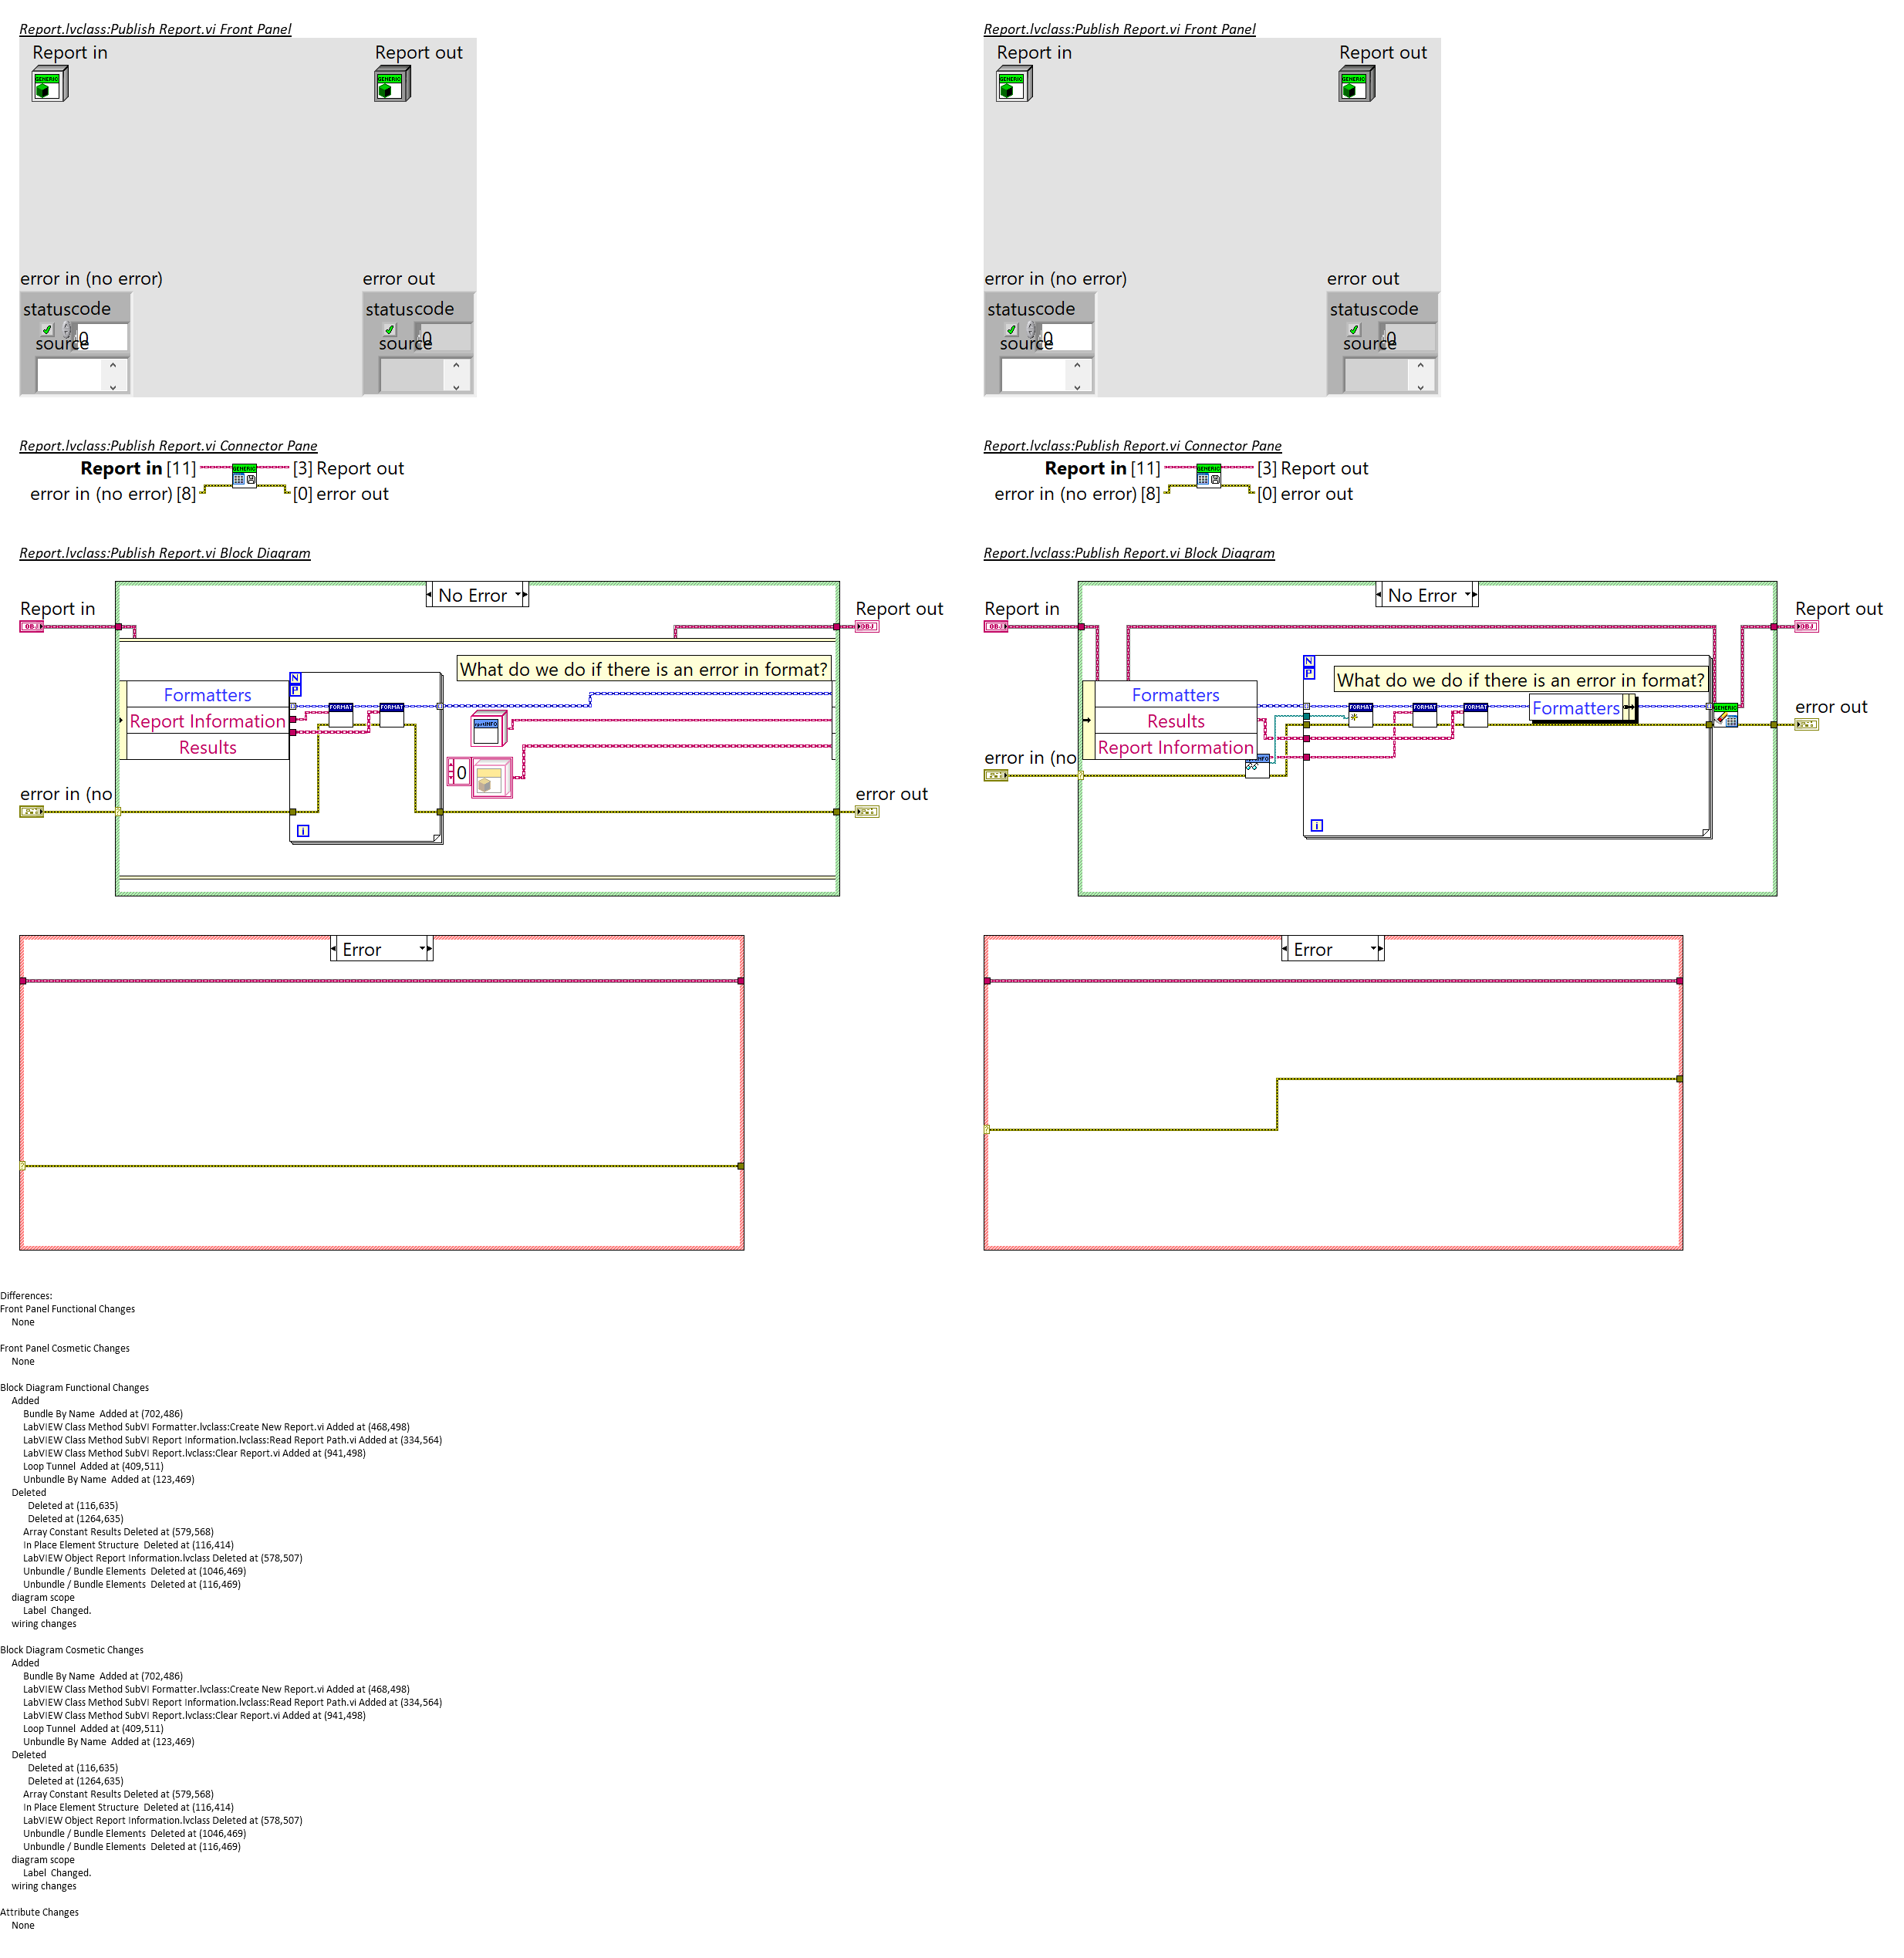 Report.lvclass:Publish Report.vi Front Panel
Report in
Report out
GENERIC
GENERIC
error in (no error)
error out
status code
0
source
status code
0
source
Report.lvclass:Publish Report.vi Connector Pane
Report in [11]
[3] Report out
GENERIC
error in (no error) [8]
[0] error out
Report.lvclass:Publish Report.vi Block Diagram
No Error
Report in
OBJ
Report out
OBJ
What do we do if there is an error in format?
N
P
Formatters
Report Information
Results
FORMAT
FORMAT
0
error in (no
error out
i
Error
Report.lvclass:Publish Report.vi Front Panel
Report in
Report out
GENERIC
GENERIC
error in (no error)
error out
status code
0
source
status code
0
source
Report.lvclass:Publish Report.vi Connector Pane
Report in [11]
[3] Report out
GENERIC
error in (no error) [8]
[0] error out
Report.lvclass:Publish Report.vi Block Diagram
No Error
Report in
OBJ
Report out
OBJ
N
P
What do we do if there is an error in format?
Formatters
Results
Report Information
FORMAT
FORMAT
FORMAT
Formatters
GENERIC
error out
error in (no
i
Error
Differences:
Front Panel Functional Changes
None
Front Panel Cosmetic Changes
None
Block Diagram Functional Changes
Added
Bundle By Name  Added at (702,486)
LabVIEW Class Method SubVI Formatter.lvclass:Create New Report.vi Added at (468,498)
LabVIEW Class Method SubVI Report Information.lvclass:Read Report Path.vi Added at (334,564)
LabVIEW Class Method SubVI Report.lvclass:Clear Report.vi Added at (941,498)
Loop Tunnel  Added at (409,511)
Unbundle By Name  Added at (123,469)
Deleted
Deleted at (116,635)
Deleted at (1264,635)
Array Constant Results Deleted at (579,568)
In Place Element Structure  Deleted at (116,414)
LabVIEW Object Report Information.lvclass Deleted at (578,507)
Unbundle / Bundle Elements  Deleted at (1046,469)
Unbundle / Bundle Elements  Deleted at (116,469)
diagram scope
Label  Changed.
wiring changes
Block Diagram Cosmetic Changes
Added
Bundle By Name  Added at (702,486)
LabVIEW Class Method SubVI Formatter.lvclass:Create New Report.vi Added at (468,498)
LabVIEW Class Method SubVI Report Information.lvclass:Read Report Path.vi Added at (334,564)
LabVIEW Class Method SubVI Report.lvclass:Clear Report.vi Added at (941,498)
Loop Tunnel  Added at (409,511)
Unbundle By Name  Added at (123,469)
Deleted
Deleted at (116,635)
Deleted at (1264,635)
Array Constant Results Deleted at (579,568)
In Place Element Structure  Deleted at (116,414)
LabVIEW Object Report Information.lvclass Deleted at (578,507)
Unbundle / Bundle Elements  Deleted at (1046,469)
Unbundle / Bundle Elements  Deleted at (116,469)
diagram scope
Label  Changed.
wiring changes
Attribute Changes
None